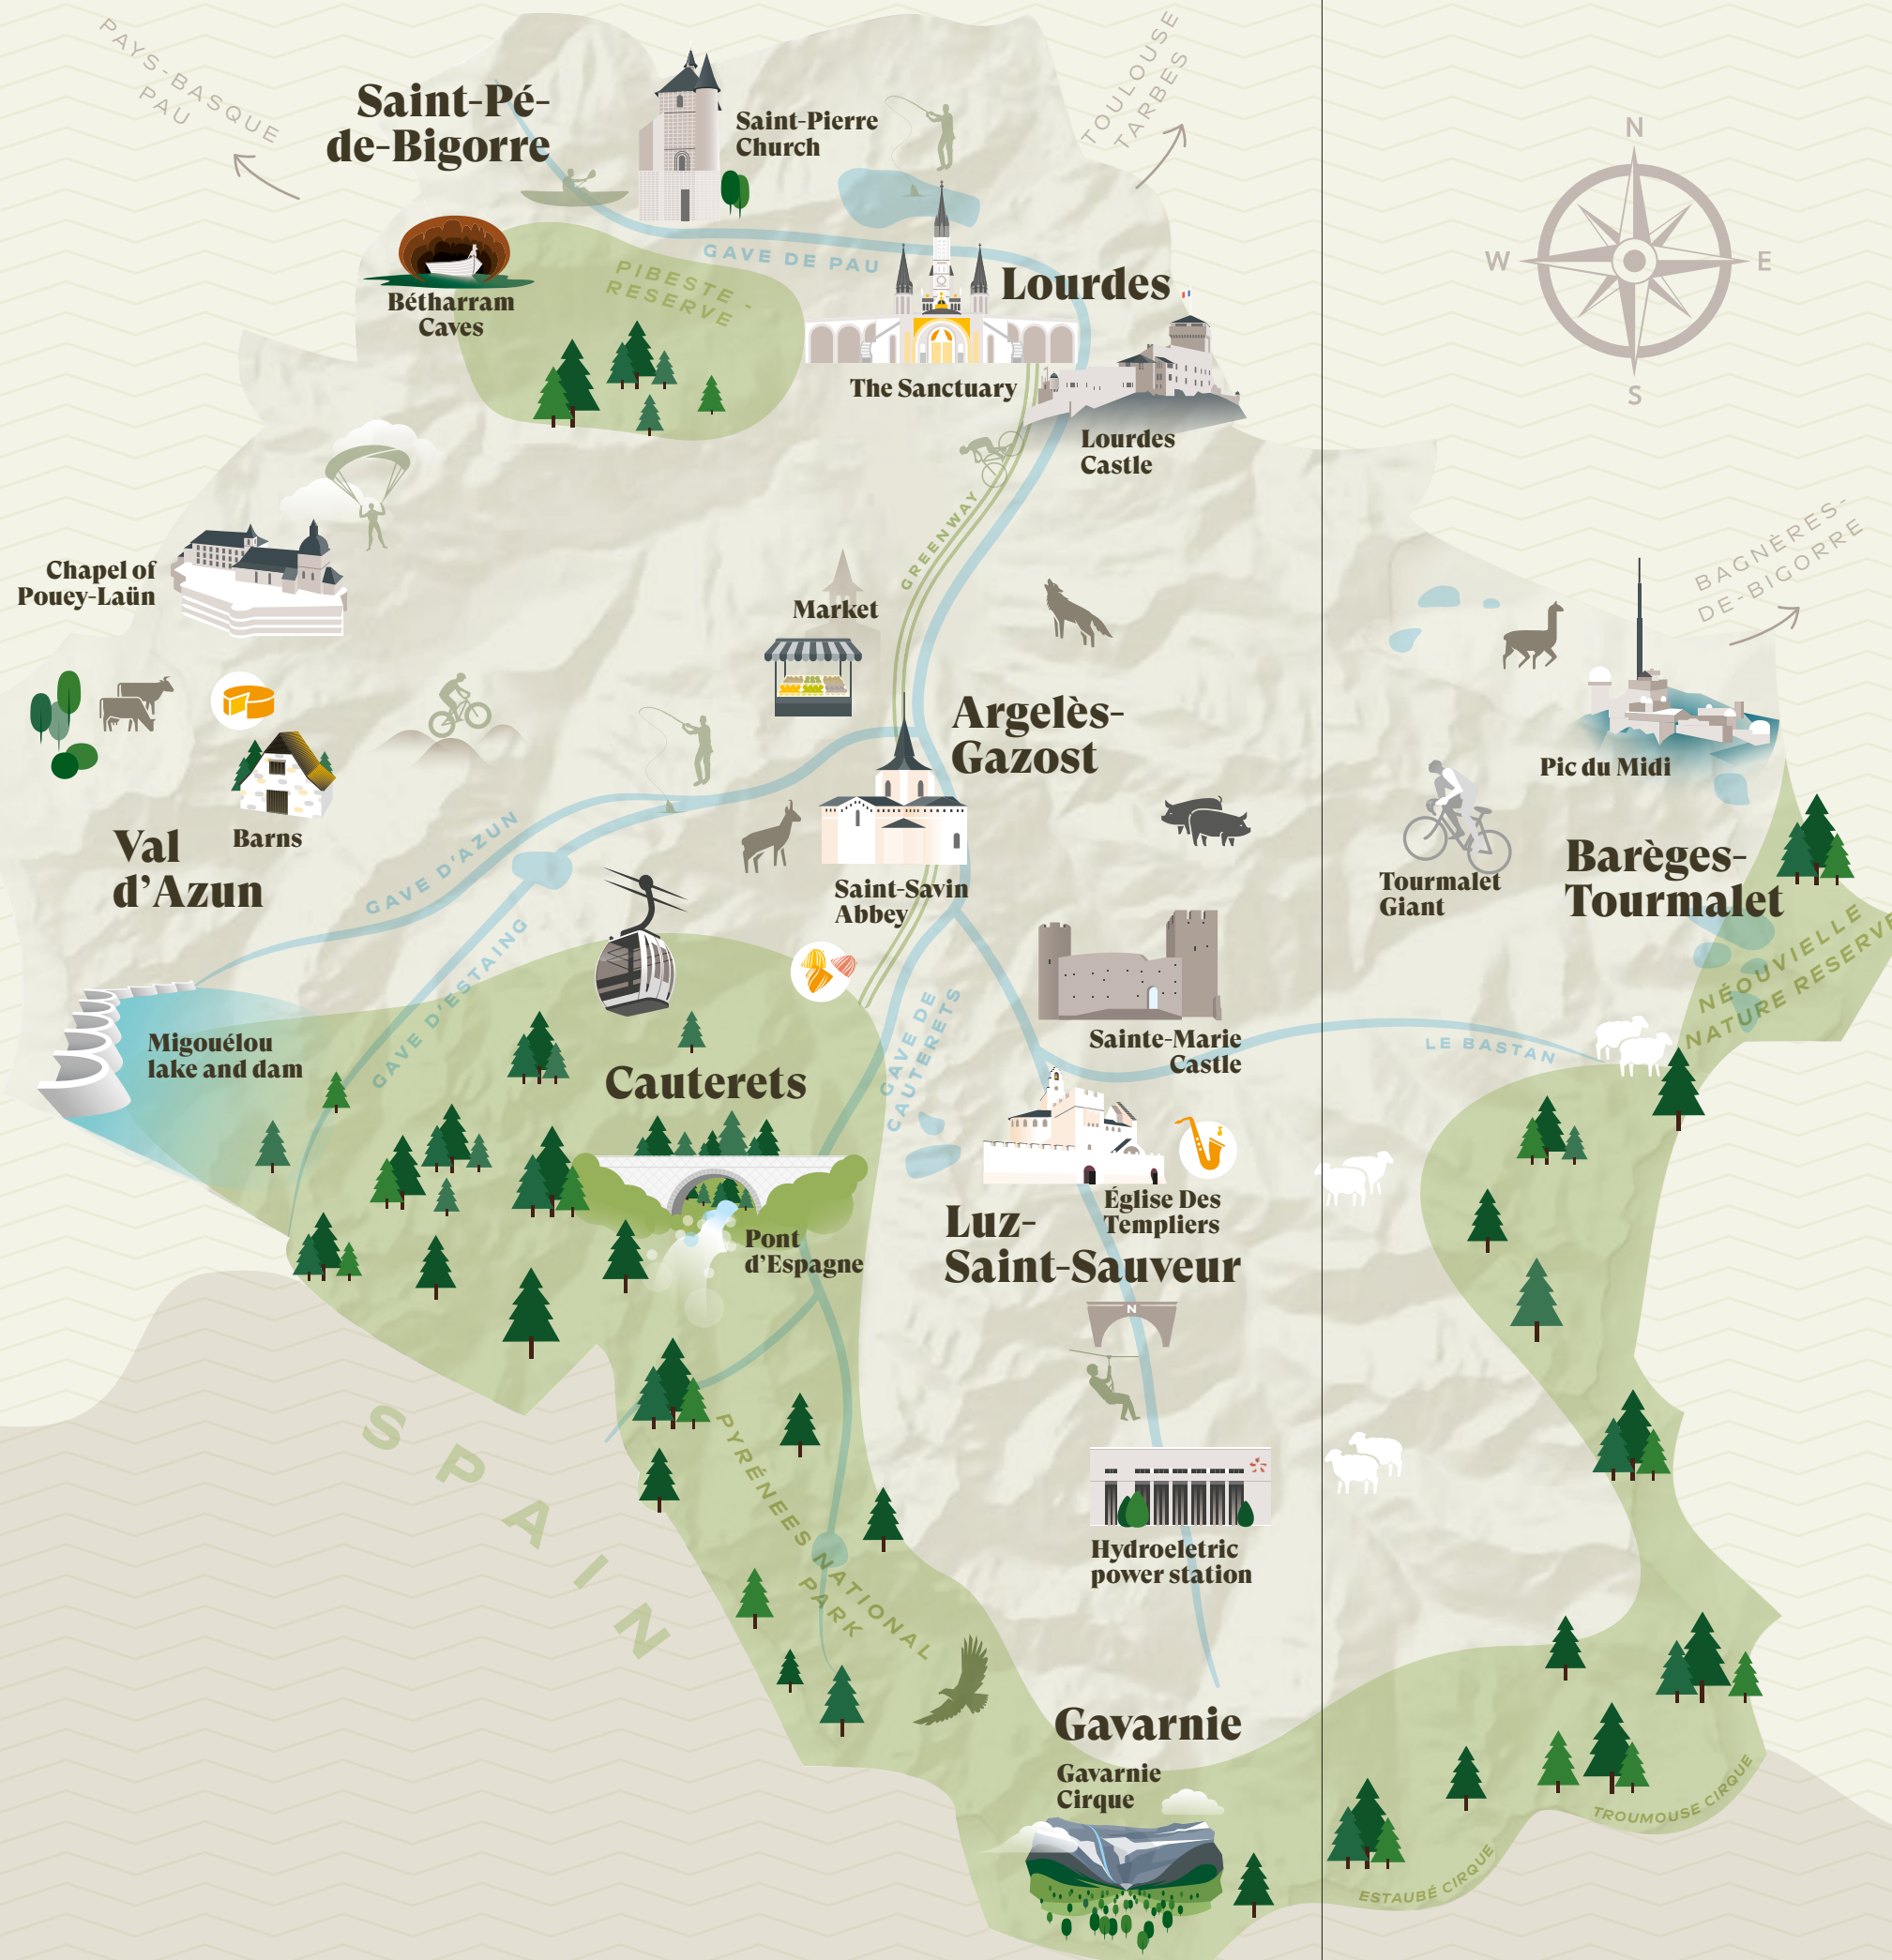 PAYS-BASQUE
PAU
TOULOUSE
TARBES
Saint-Pé-
de-Bigorre
Saint-Pierre
Church
N
W
E
S
Bétharram
Caves
PIBESTE -
RESERVE
GAVE DE PAU
Lourdes
The Sanctuary
Lourdes
Castle
GREENWAY
Chapel of
Pouey-Laün
Market
BAGNÈRES-
DE-BIGORRE
Argelès-
Gazost
Pic du Midi
Val
d'Azun
Barns
GAVE D'AZUN
Saint-Savin
Abbey
Tourmalet
Giant
Barèges-
Tourmalet
NÉOUVIELLE
NATURE RESERVE
GAVE D'ESTAING
Migouélou
lake and dam
GAVE DE
CAUTERETS
Sainte-Marie
Castle
LE BASTAN
Cauterets
Pont
d'Espagne
Église Des
Templiers
Luz-
Saint-Sauveur
N
SPAIN
PYRÉNEES NATIONAL
PARK
Hydroeletric
power station
Gavarnie
Gavarnie
Cirque
TROUMOUSE CIRQUE
ESTAUBÉ CIRQUE